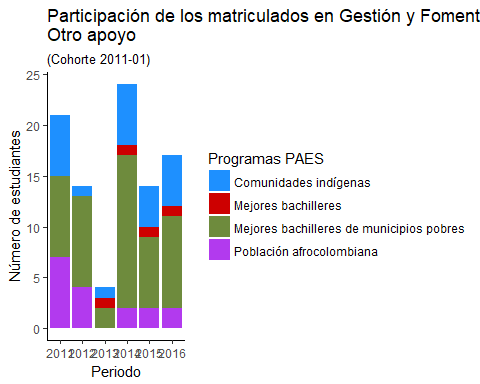 Participación de los matriculados en Gestión y Foment
Otro apoyo
(Cohorte 2011-01)
Número de estudiantes
25
20
15
10
5
0
2011 2012 2013 2014 2015 2016
Periodo
Programas PAES
Comunidades indígenas
Mejores bachilleres
Mejores bachilleres de municipios pobres
Población afrocolombiana